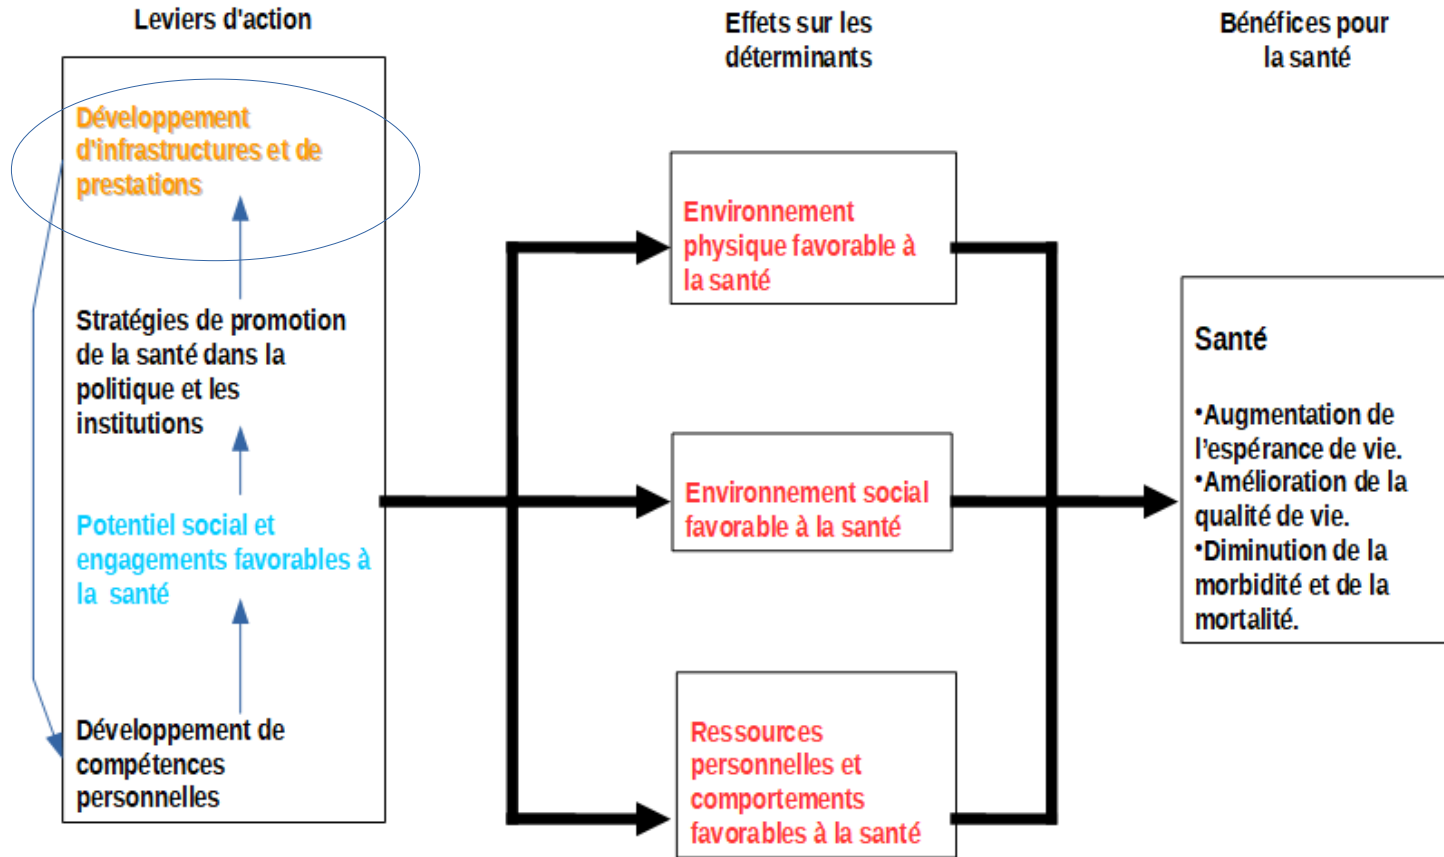 Leviers d'action
Effets sur les
déterminants
Bénéfices pour
la santé
Développement
d'infrastructures et de
prestations
Stratégies de promotion
de la santé dans la
politique et les
institutions
Potentiel social et
engagements favorables à
la santé
Développement de
compétences
personnelles
Environnement
physique favorable à
la santé
Environnement social
favorable à la santé
Ressources
personnelles et
comportements
favorables à la santé
Santé
•Augmentation de
l’espérance de vie.
•Amélioration de la
qualité de vie.
•Diminution de la
morbidité et de la
mortalité.